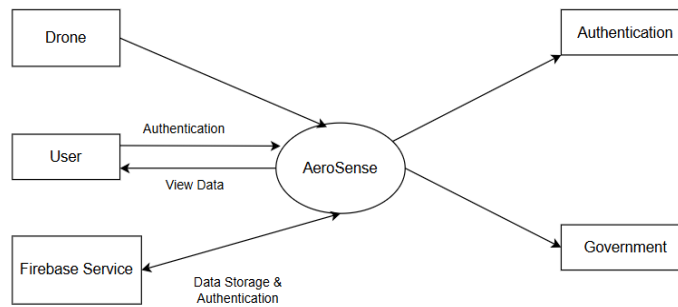 Drone
Authentication
Authentication
User
AeroSense
View Data
Government
Firebase Service
Data Storage &
Authentication